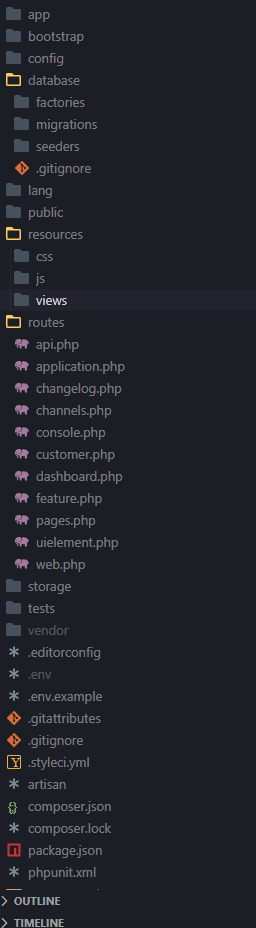 app
bootstrap
config
database
factories
migrations
seeders
.gitignore
lang
public
resources
css
js
views
routes
api.php
application.php
changelog.php
channels.php
console.php
customer.php
dashboard.php
feature.php
pages.php
uielement.php
web.php
storage
tests
vendor
.editorconfig
.env
.env.example
.gitattributes
.gitignore
.styleci.yml
artisan
composer.json
composer.lock
package.json
phpunit.xml
OUTLINE
TIMELINE